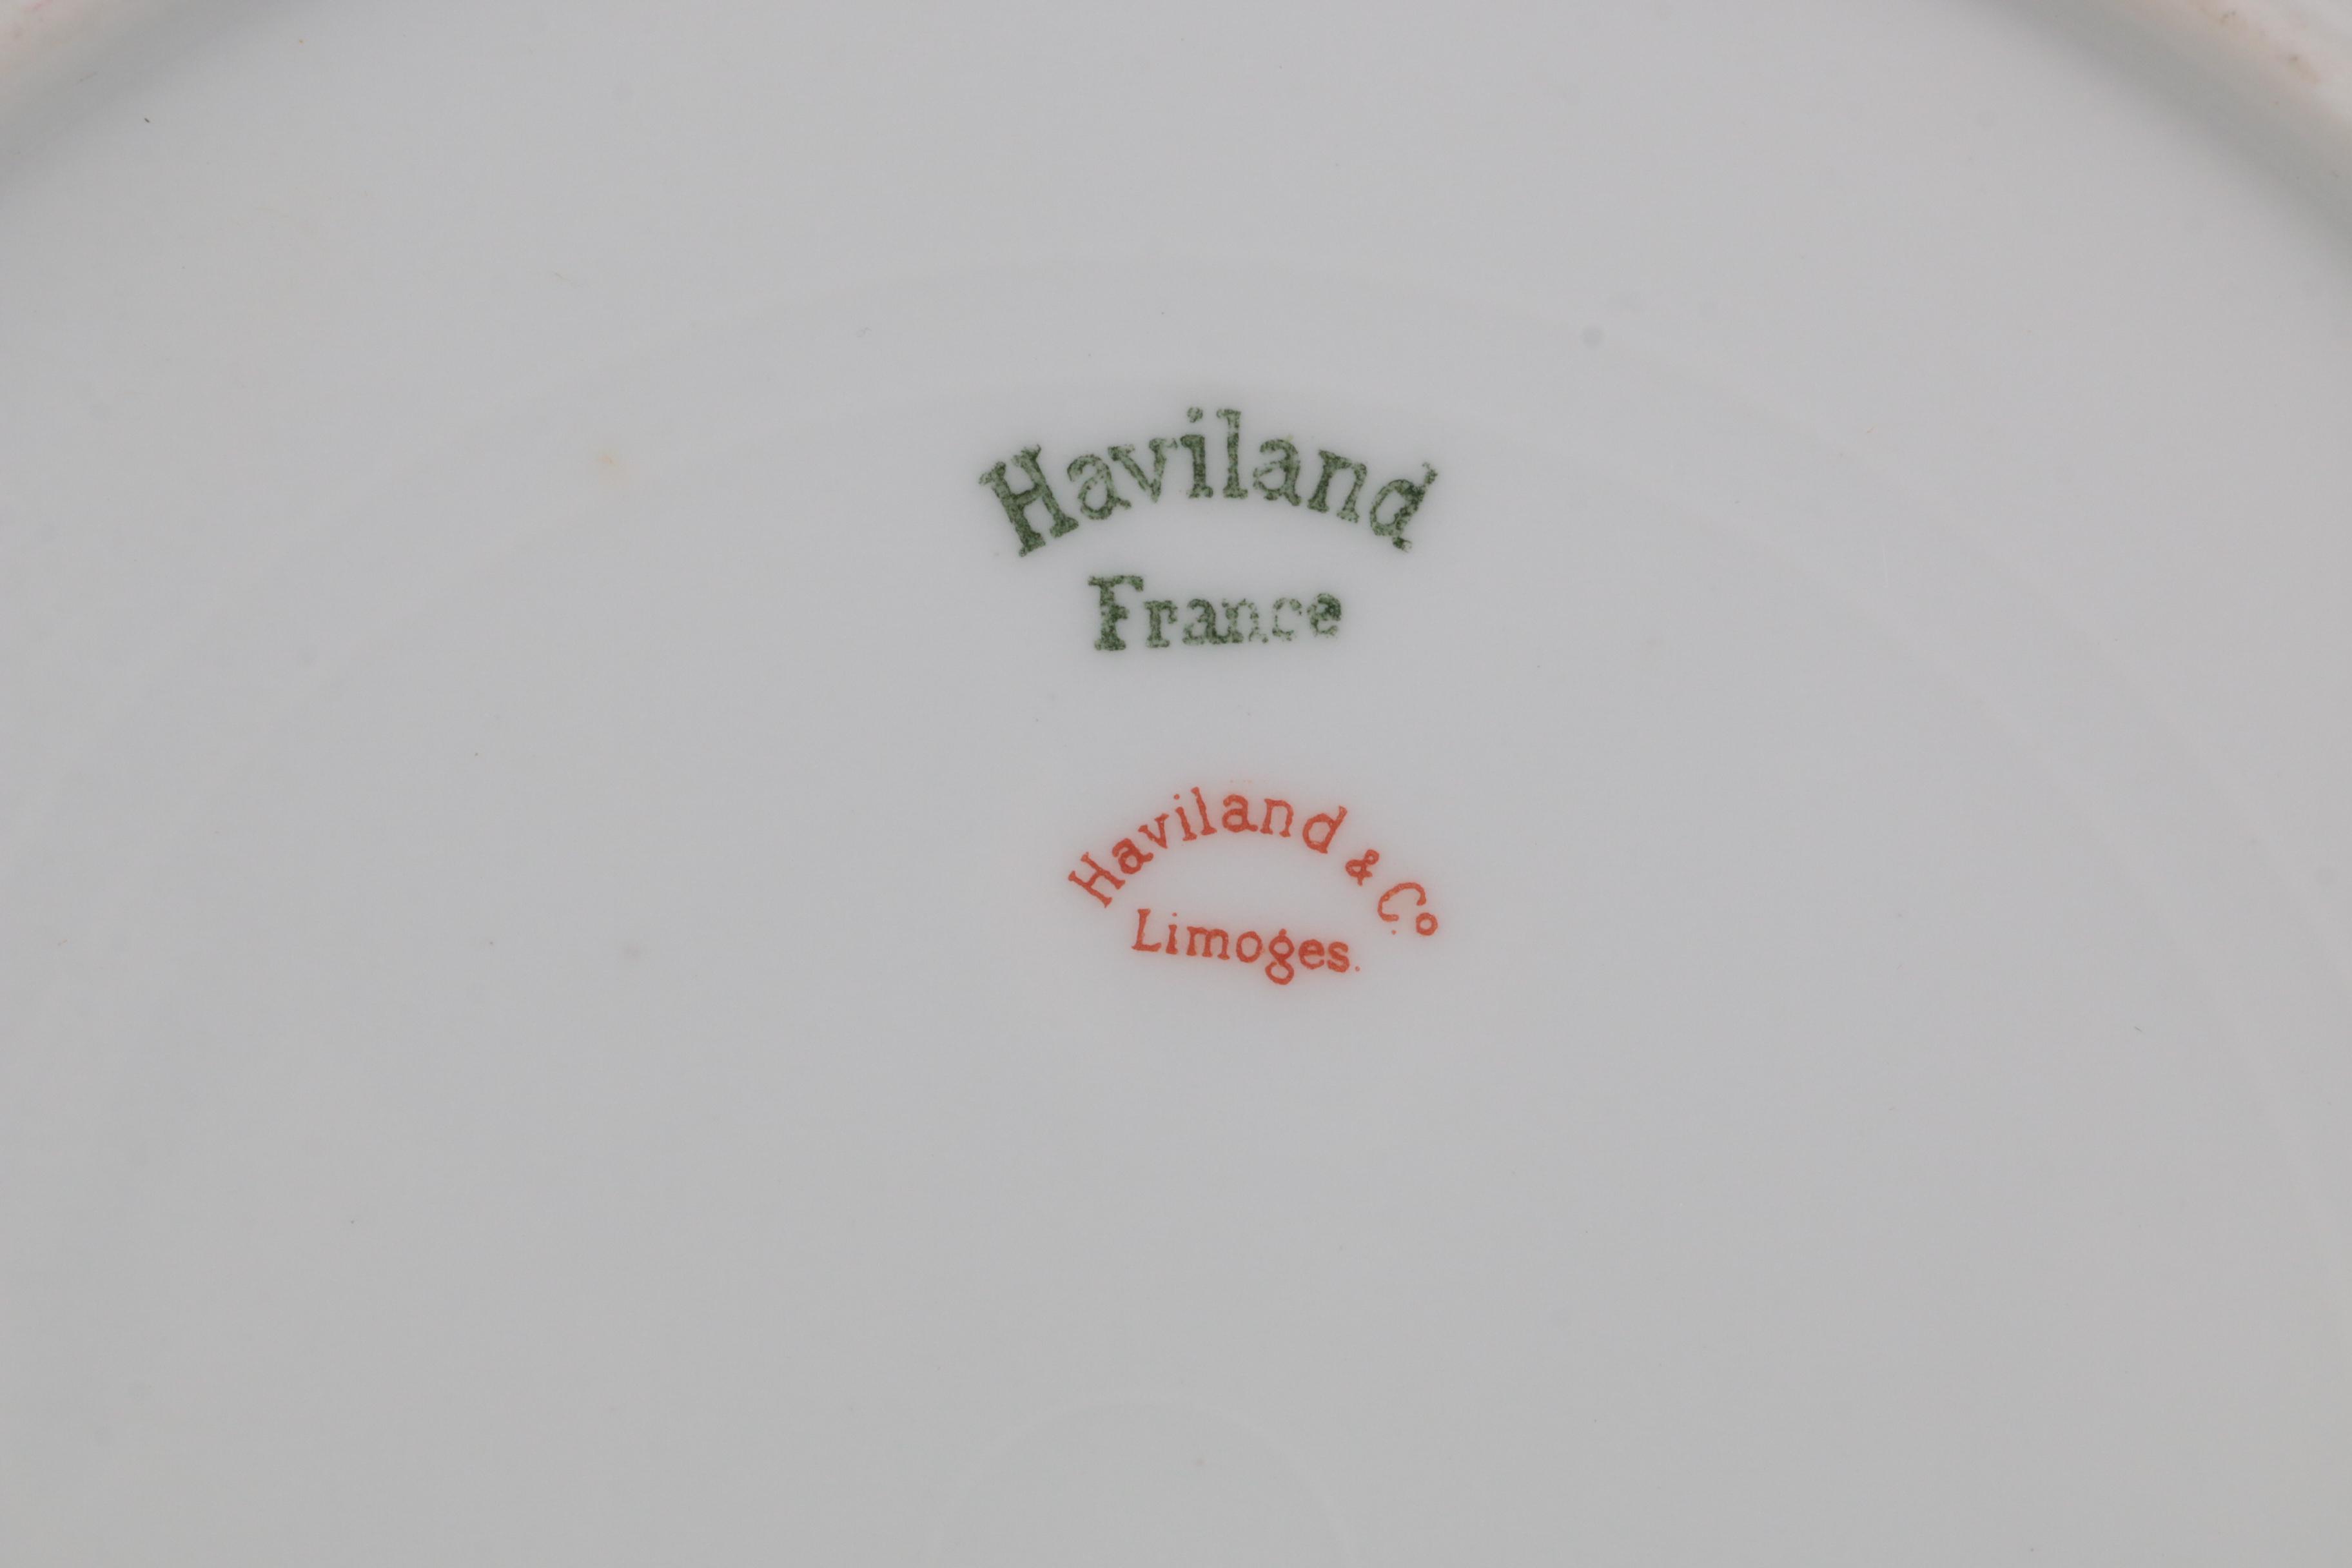 Haviland
France
Haviland & Co
Limoges.